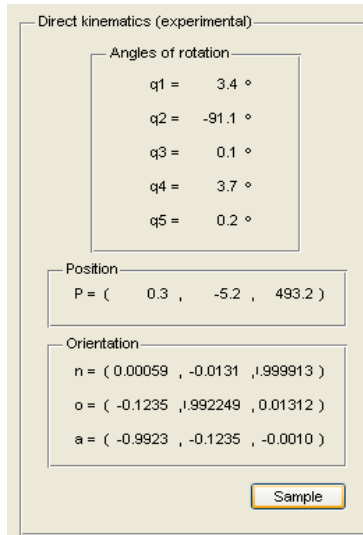 Direct kinematics (experimental)
Angles of rotation
q1 = 3.4 º
q2 = -91.1 º
q3 = 0.1 º
q4 = 3.7 º
q5 = 0.2 º
Position
P = ( 0.3 , -5.2 , 493.2 )
Orientation
n = ( 0.00059 , -0.0131 , .999913 )
o = ( -0.1235 , .992249 , 0.01312 )
a = ( -0.9923 , -0.1235 , -0.0010 )
Sample